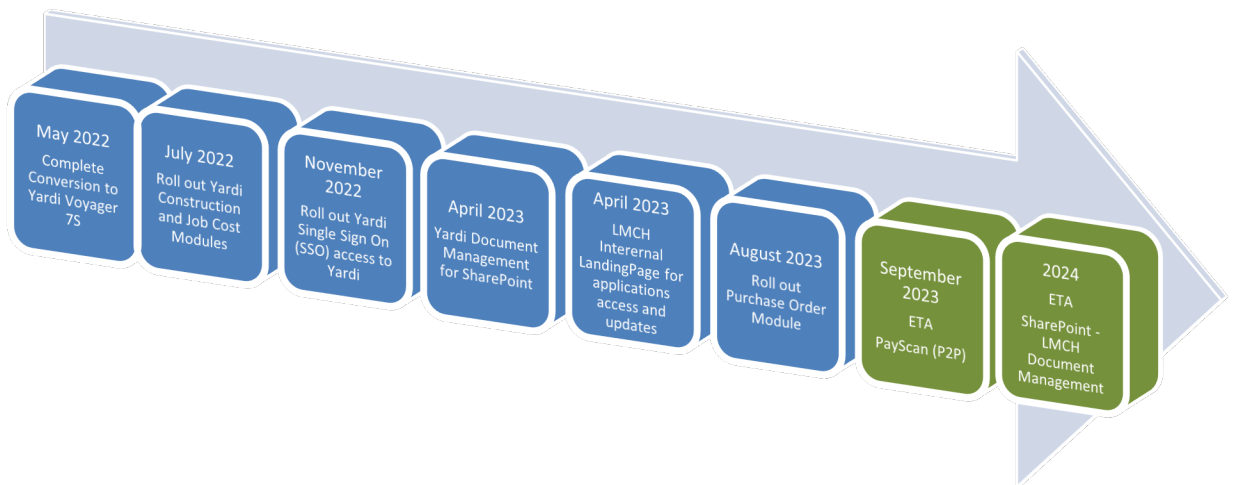 May 2022
Complete
Conversion to
Yardi Voyager
7S
July 2022
Roll out Yardi
Construction
and Job Cost
Modules
November
2022
Roll out Yardi
Single Sign On
(SSO) access to
Yardi
April 2023
Yardi Document
Management
for SharePoint
April 2023
LMCH
Interernal
LandingPage for
applications
access and
updates
August 2023
Roll out
Purchase Order
Module
September
2023
ETA
PayScan (P2P)
2024
ETA
SharePoint -
LMCH
Document
Management